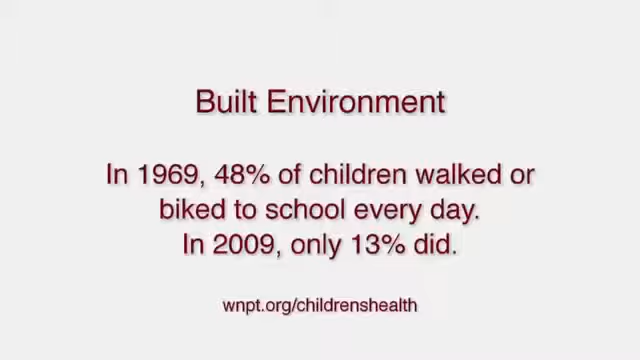 Built Environment
In 1969, 48% of children walked or
biked to school every day.
In 2009, only 13% did.
wnpt.org/childrenshealth